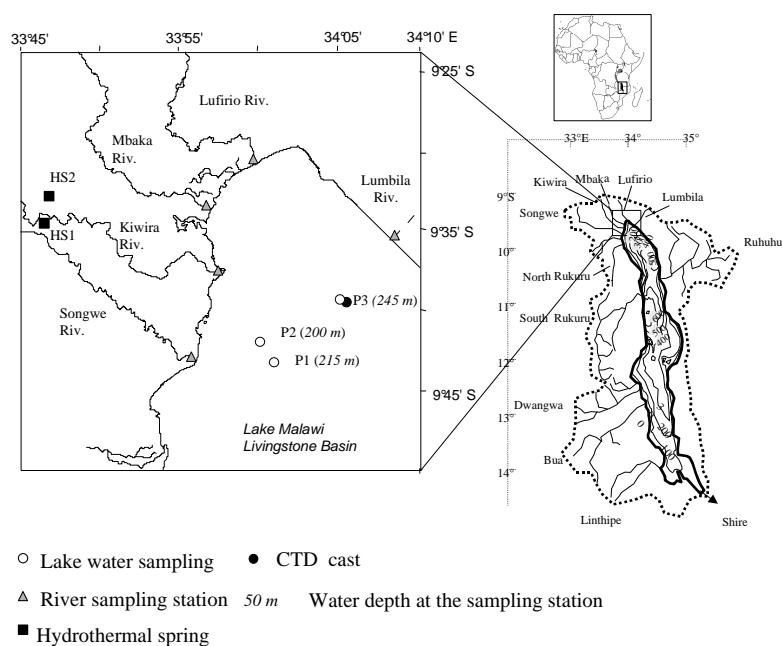 33°45' 33°55' 34°05' 34°10' E
9°25' S
Lufirio Riv.
Mbaka
Riv.
HS2
HS1
Kiwira
Riv.
Lumbila
Riv.
9°35' S
Songwe
Riv.
P3 (245 m)
P2 (200 m)
P1 (215 m)
9°45' S
Lake Malawi
Livingstone Basin
33°E 34° 35°
Kiwira Mbaka Lufirio
Lumbila
9°S
Songwe
10°
Ruhuhu
North Rukuru
11°
South Rukuru
12°
Dwangwa
13°
Bua
14°
Linthipe
Shire
Lake water sampling CTD cast
River sampling station 50 m Water depth at the sampling station
Hydrothermal spring